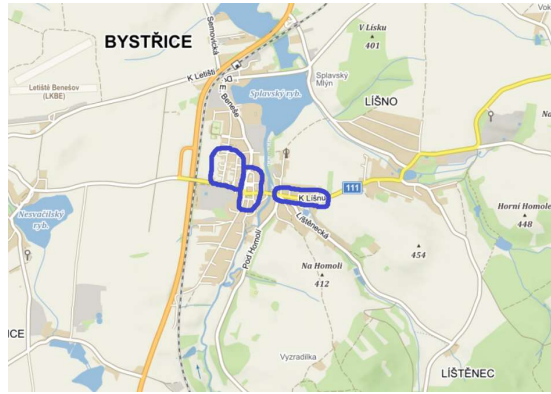 Semovická
V Lísku
401
BYSTŘICE
K Letišti
Letiště Benešov
(LKBE)
E. Beneše
Splavský ryb.
Splavský
Mlýn
LÍŠNO
111
K Líšnu
Nesvačilský
ryb.
Líštěnecká
Horní Homole
448
Pod Homolí
454
Na Homoli
412
ICE
Vyzradilka
LÍŠTĚNEC